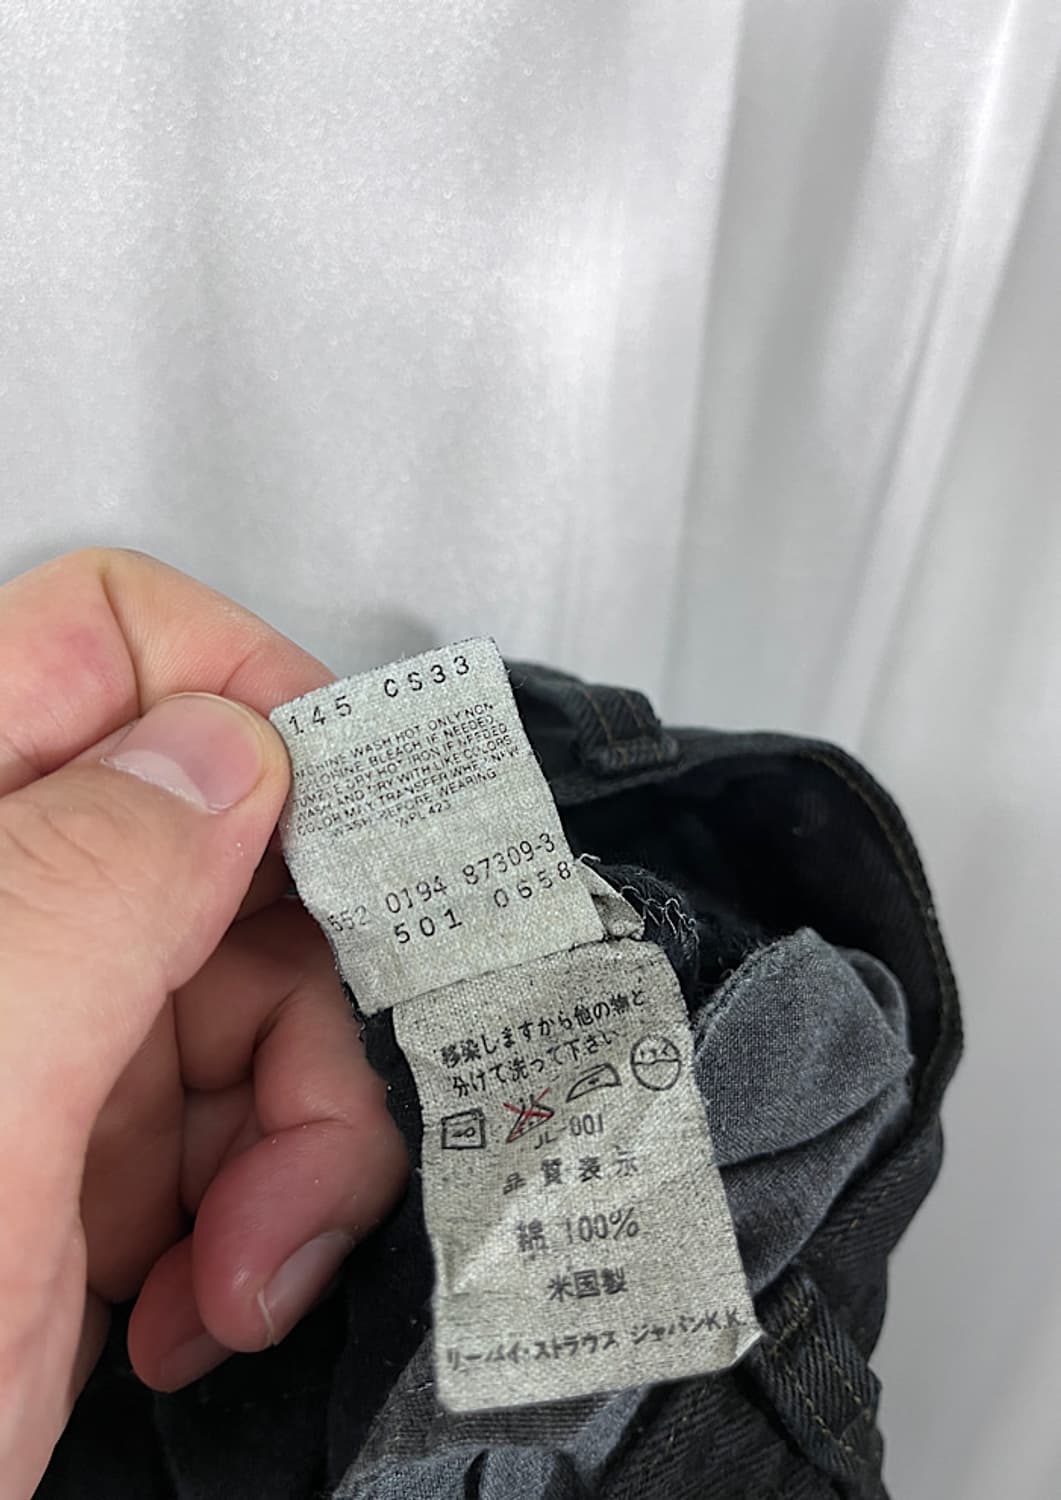 145 CS33
MACHINE WASH HOT ONLY NON
CHLORINE BLEACH, IF NEEDED
TUMBLE DRY HOT IRON IF NEEDED
WASH AND DRY WITH LIKE COLORS
COLOR MAY TRANSFER WHEN NEW
WASH BEFORE WEARING
WPL 423
552 0194 87309-3
501 0658
移染しますから他の物と
分けて洗って下さい。
JL-001
品質表示
綿 100%
米国製
リーバイ・ストラウス ジャパンK.K.